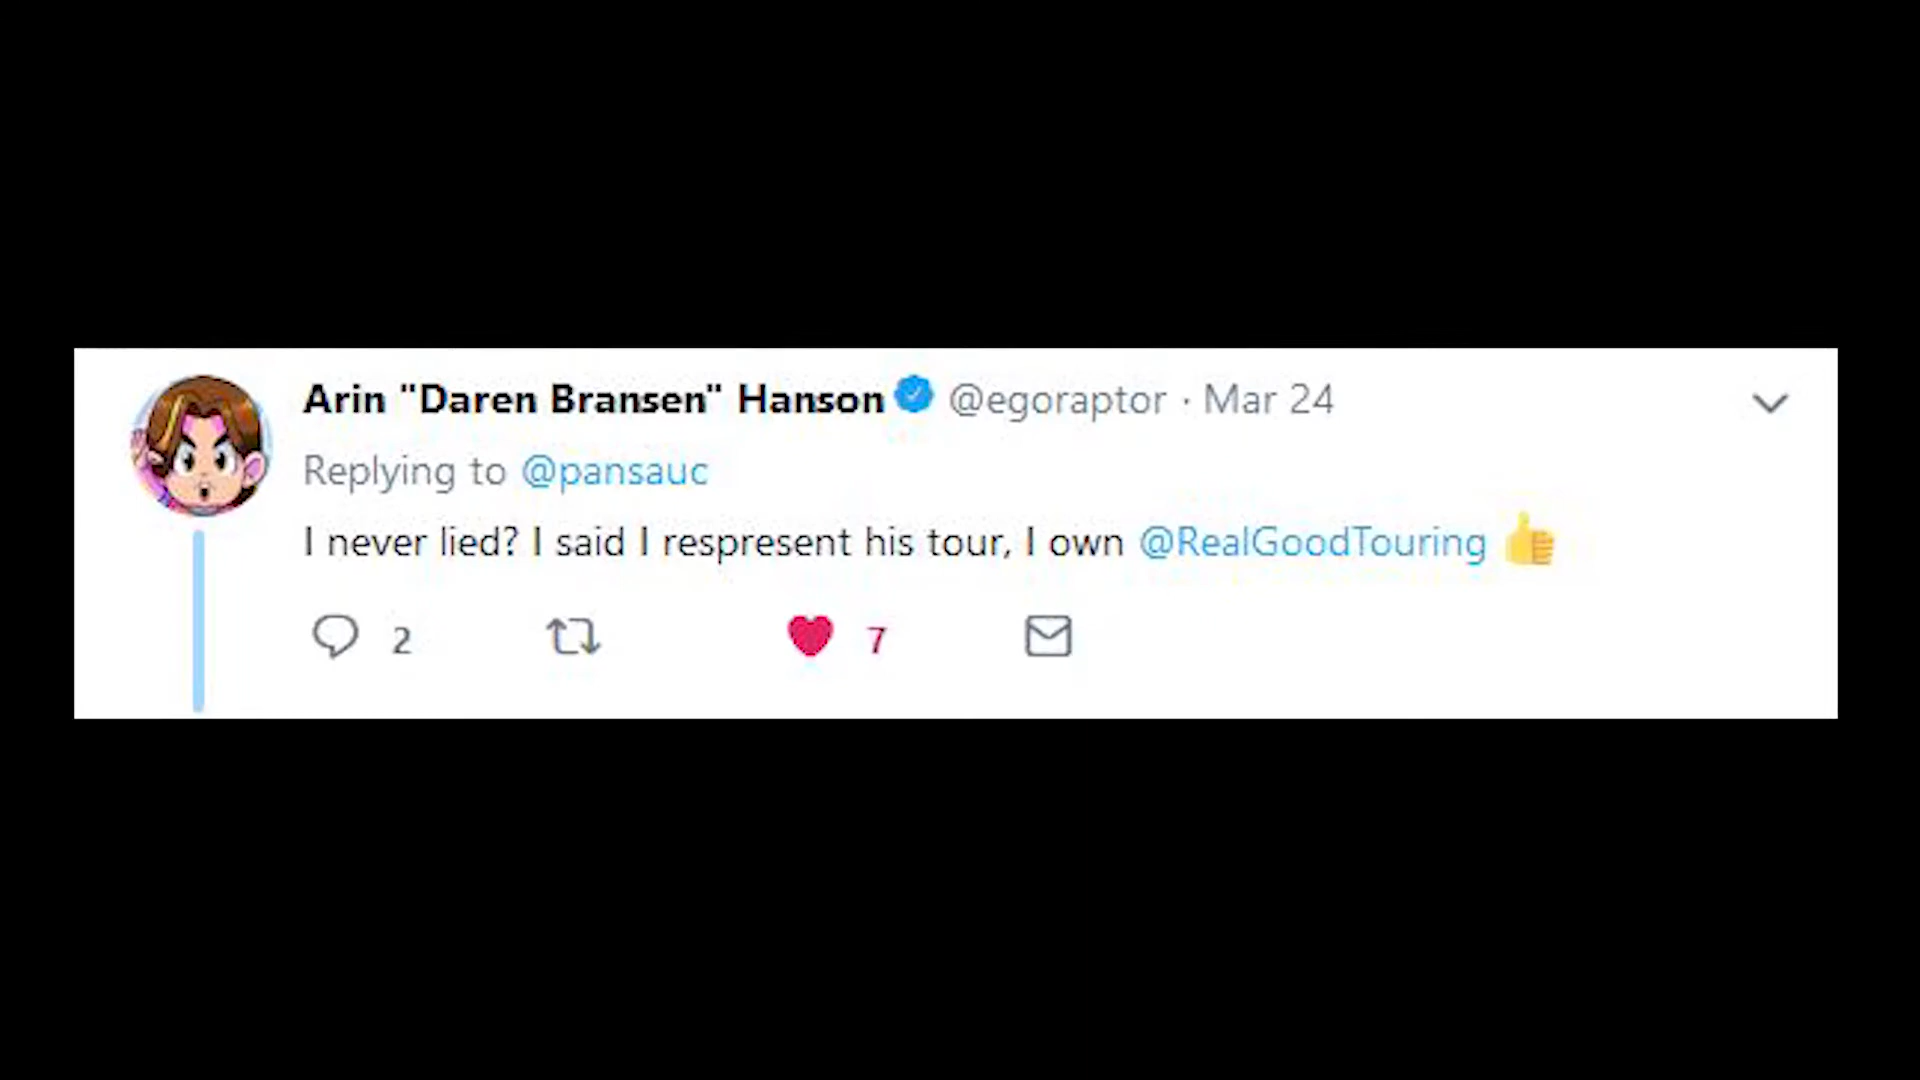 Arin "Daren Bransen" Hanson @egoraptor · Mar 24
Replying to @pansauc
I never lied? I said I respresent his tour, I own @RealGoodTouring 👍
2 7